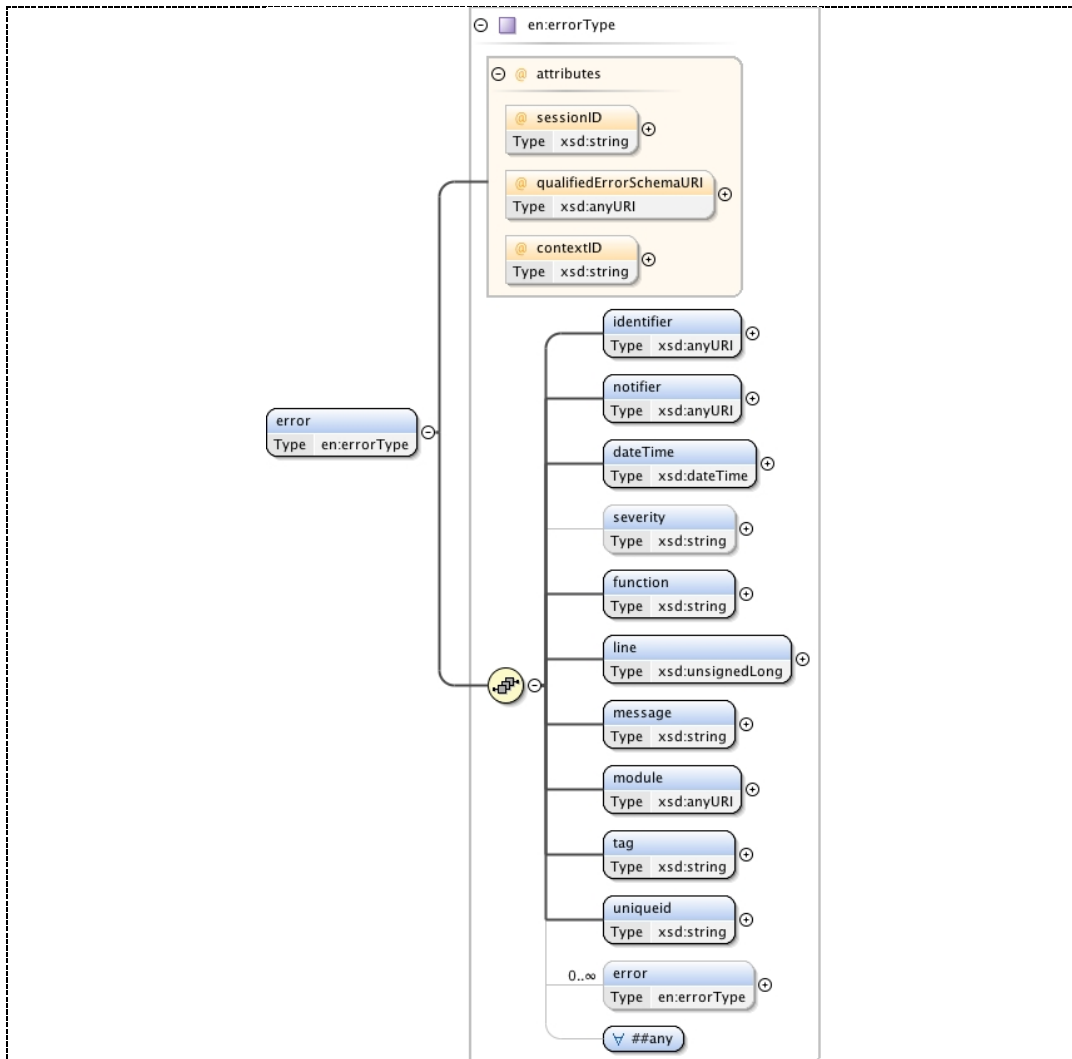 en:errorType
@ attributes
@ sessionID
Type xsd:string
@ qualifiedErrorSchemaURI
Type xsd:anyURI
@ contextID
Type xsd:string
error
Type en:errorType
identifier
Type xsd:anyURI
notifier
Type xsd:anyURI
dateTime
Type xsd:dateTime
severity
Type xsd:string
function
Type xsd:string
line
Type xsd:unsignedLong
message
Type xsd:string
module
Type xsd:anyURI
tag
Type xsd:string
uniqueid
Type xsd:string
0..∞
error
Type en:errorType
∀ ##any